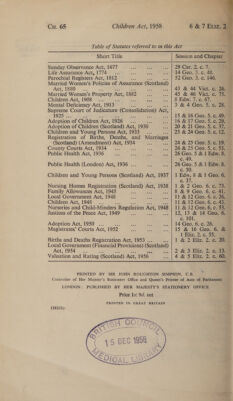 CH. 65 Children Act, 1958 6 & 7 ELIZ. 2
Table of Statutes referred to in this Act
Short Title Session and Chapter
Sunday Observance Act, 1677 ... 29 Car. 2. c. 7.
Life Assurance Act, 1774 ... 14 Geo. 3. c. 48.
Parochial Registers Act, 1812 ... 52 Geo. 3. c. 146.
Married Women's Policies of Assurance (Scotland)
Act, 1880 ... 43 & 44 Vict. c. 26.
Married Women's Property Act, 1882 ... 45 & 46 Vict. c. 75.
Children Act, 1908 ... 8 Edw. 7. c. 67.
Mental Deficiency Act, 1913 ... 3 & 4 Geo. 5. c. 28.
Supreme Court of Judicature (Consolidation) Act,
1925 ... 15 & 16 Geo. 5. c. 49.
Adoption of Children Act, 1926 ... 16 & 17 Geo. 5. c. 29.
Adoption of Children (Scotland) Act, 1930 ... 20 & 21 Geo. 5. c. 37.
Children and Young Persons Act, 1933 ... 23 & 24 Geo. 5. c. 12.
Registration of Births, Deaths, and Marriages
(Scotland) (Amendment) Act, 1934 ... 24 & 25 Geo. 5. c. 19.
County Courts Act, 1934 ... 24 & 25 Geo. 5. c. 53.
Public Health Act, 1936 ... 26 Geo. 5 & 1 Edw. 8.
c. 49.
Public Health (London) Act, 1936 ... 26 Geo. 5 & 1 Edw. 8.
c. 50.
Children and Young Persons (Scotland) Act, 1937 1 Edw. 8 & 1 Geo. 6.
c. 37.
Nursing Homes Registration (Scotland) Act, 1938 1 & 2 Geo. 6. c. 73.
Family Allowances Act, 1945 ... 8 & 9 Geo. 6. c. 41.
Local Government Act, 1948 ... 11 & 12 Geo. 6. c. 26.
Children Act, 1948 ... 11 & 12 Geo. 6. c. 43.
Nurseries and Child-Minders Regulation Act, 1948 11 & 12 Geo. 6. c. 53.
Justices of the Peace Act, 1949 ... 12, 13 & 14 Geo. 6.
c. 101.
Adoption Act, 1950 ... 14 Geo. 6. c. 26.
Magistrates' Courts Act, 1952 ... 15 & 16 Geo. 6 &
1 Eliz. 2. c. 55.
Births and Deaths Registration Act, 1953 ... 1 & 2 Eliz. 2. c. 20.
Local Government (Financial Provisions) (Scotland)
Act, 1954 ... 2 & 3 Eliz. 2. c. 13.
Valuation and Rating (Scotland) Act, 1956 ... 4 & 5 Eliz. 2. c. 60.
PRINTED BY SIR JOHN ROUGHTON SIMPSON, C.B.
Controller of Her Majesty's Stationery Office and Queen's Printer of Acts of Parliament
LONDON: PUBLISHED BY HER MAJESTY'S STATIONERY OFFICE
Price 1s. 9d. net
PRINTED IN GREAT BRITAIN
BRITISH COUNCIL
15 DEC 1958
MEDICAL LIBRARY